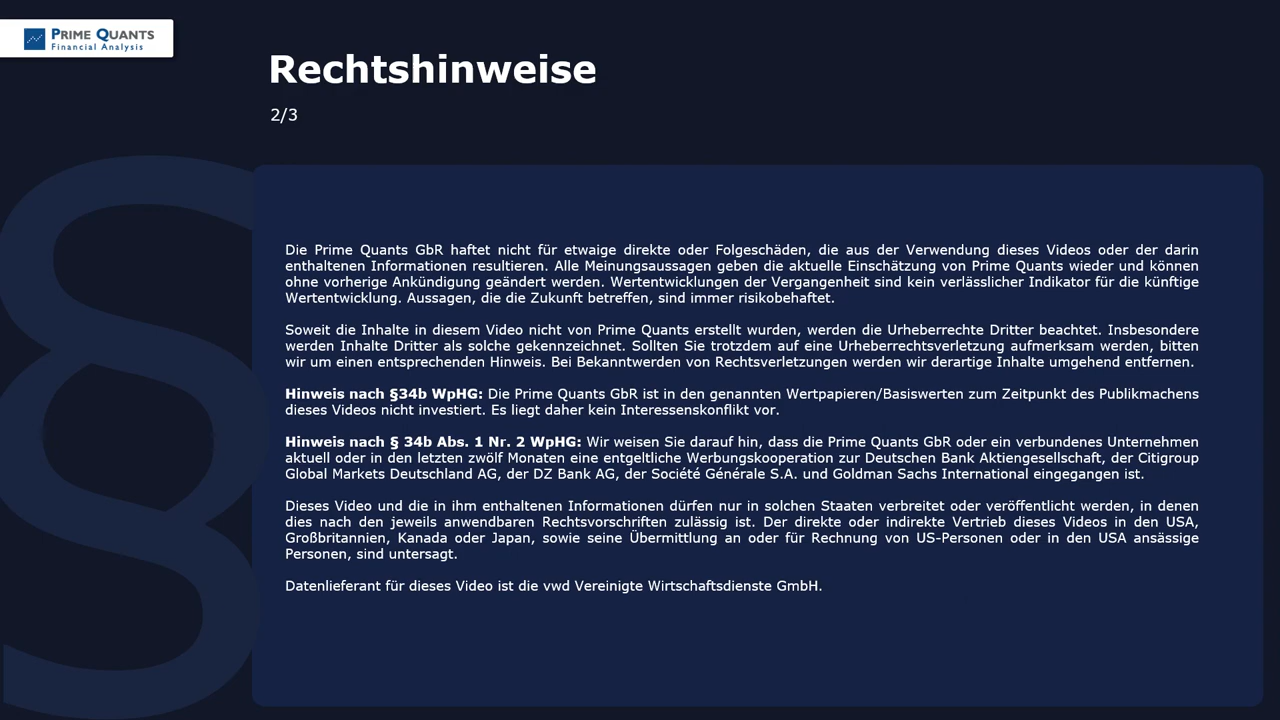 PRIME QUANTS
Financial Analysis
Rechtshinweise
2/3
Die Prime Quants GbR haftet nicht für etwaige direkte oder Folgeschäden, die aus der Verwendung dieses Videos oder der darin
enthaltenen Informationen resultieren. Alle Meinungsaussagen geben die aktuelle Einschätzung von Prime Quants wieder und können
ohne vorherige Ankündigung geändert werden. Wertentwicklungen der Vergangenheit sind kein verlässlicher Indikator für die künftige
Wertentwicklung. Aussagen, die die Zukunft betreffen, sind immer risikobehaftet.
Soweit die Inhalte in diesem Video nicht von Prime Quants erstellt wurden, werden die Urheberrechte Dritter beachtet. Insbesondere
werden Inhalte Dritter als solche gekennzeichnet. Sollten Sie trotzdem auf eine Urheberrechtsverletzung aufmerksam werden, bitten
wir um einen entsprechenden Hinweis. Bei Bekanntwerden von Rechtsverletzungen werden wir derartige Inhalte umgehend entfernen.
Hinweis nach §34b WpHG: Die Prime Quants GbR ist in den genannten Wertpapieren/Basiswerten zum Zeitpunkt des Publikmachens
dieses Videos nicht investiert. Es liegt daher kein Interessenskonflikt vor.
Hinweis nach § 34b Abs. 1 Nr. 2 WpHG: Wir weisen Sie darauf hin, dass die Prime Quants GbR oder ein verbundenes Unternehmen
aktuell oder in den letzten zwölf Monaten eine entgeltliche Werbungskooperation zur Deutschen Bank Aktiengesellschaft, der Citigroup
Global Markets Deutschland AG, der DZ Bank AG, der Société Générale S.A. und Goldman Sachs International eingegangen ist.
Dieses Video und die in ihm enthaltenen Informationen dürfen nur in solchen Staaten verbreitet oder veröffentlicht werden, in denen
dies nach den jeweils anwendbaren Rechtsvorschriften zulässig ist. Der direkte oder indirekte Vertrieb dieses Videos in den USA,
Großbritannien, Kanada oder Japan, sowie seine Übermittlung an oder für Rechnung von US-Personen oder in den USA ansässige
Personen, sind untersagt.
Datenlieferant für dieses Video ist die vwd Vereinigte Wirtschaftsdienste GmbH.
§